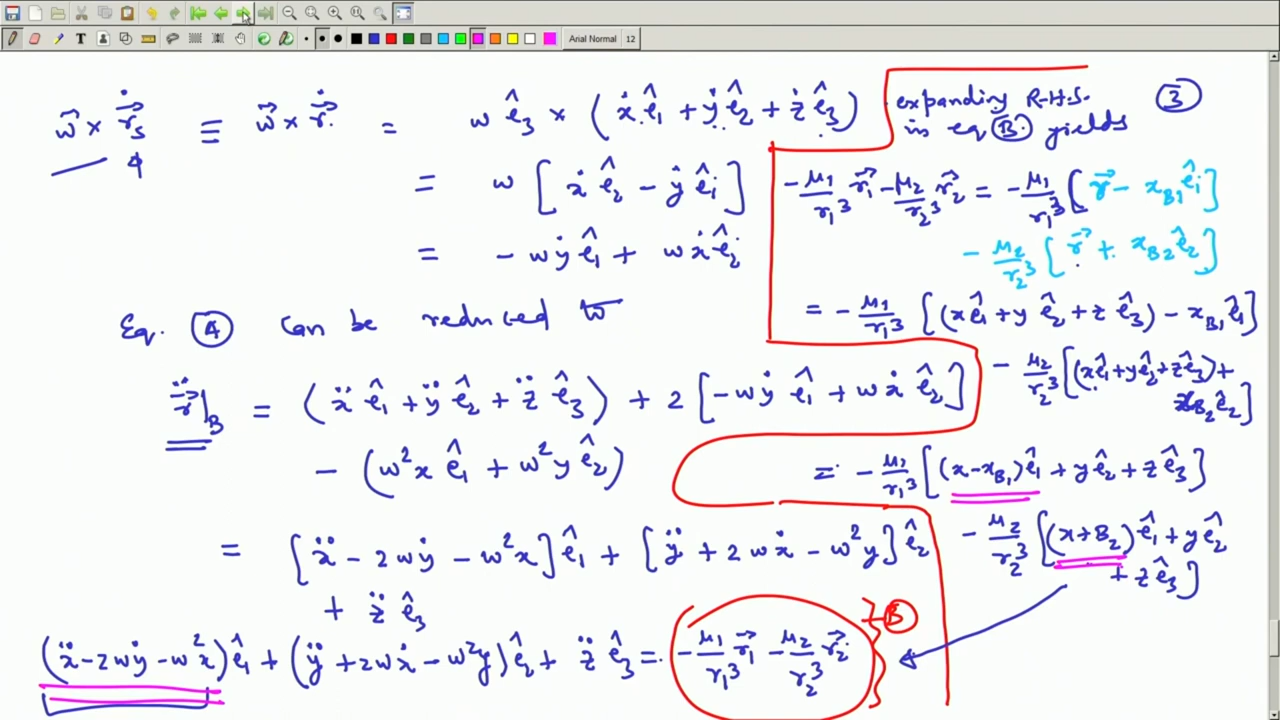 Arial Normal 12
ω⃗ × ṙ⃗ₛ ≡ ω⃗ × ṙ⃗ = ω ê₃ × (ẋ ê₁ + ẏ ê₂ + ż ê₃)
4
= ω [ẋ ê₂ − ẏ ê₁]
= − ω ẏ ê₁ + ω ẋ ê₂
Eq. (4) can be reduced to
r̈⃗|_B = (ẍ ê₁ + ÿ ê₂ + z̈ ê₃) + 2 [−ω ẏ ê₁ + ω ẋ ê₂]
− (ω² x ê₁ + ω² y ê₂)
= [ẍ − 2 ω ẏ − ω² x] ê₁ + [ÿ + 2 ω ẋ − ω² y] ê₂
+ z̈ ê₃
(ẍ − 2ωẏ − ω²x) ê₁ + (ÿ + 2ωẋ − ω²y) ê₂ + z̈ ê₃ = − μ₁/r₁³ r⃗₁ − μ₂/r₂³ r⃗₂ } (B)
expanding R.H.S. (3)
in eq (B) yields
− μ₁/r₁³ r⃗₁ − μ₂/r₂³ r⃗₂ = − μ₁/r₁³ [r⃗ − x_B₁ ê₁]
− μ₂/r₂³ [r⃗ + x_B₂ ê₂]
= − μ₁/r₁³ [(x ê₁ + y ê₂ + z ê₃) − x_B₁ ê₁]
− μ₂/r₂³ [(x ê₁ + y ê₂ + z ê₃) + x_B₂ ê₂]
= − μ₁/r₁³ [(x − x_B₁) ê₁ + y ê₂ + z ê₃]
− μ₂/r₂³ [(x + B₂) ê₁ + y ê₂
+ z ê₃]